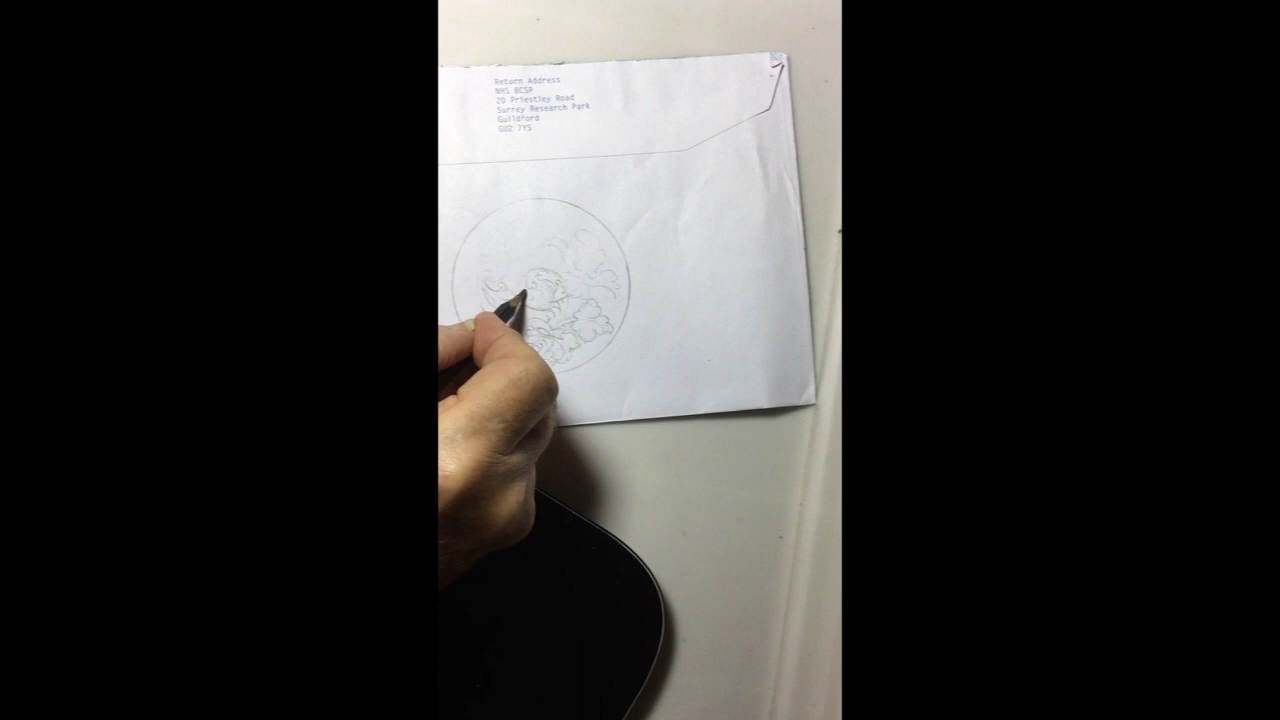 Return Address
NHS BCSP
20 Priestley Road
Surrey Research Park
Guildford
GU2 7YS